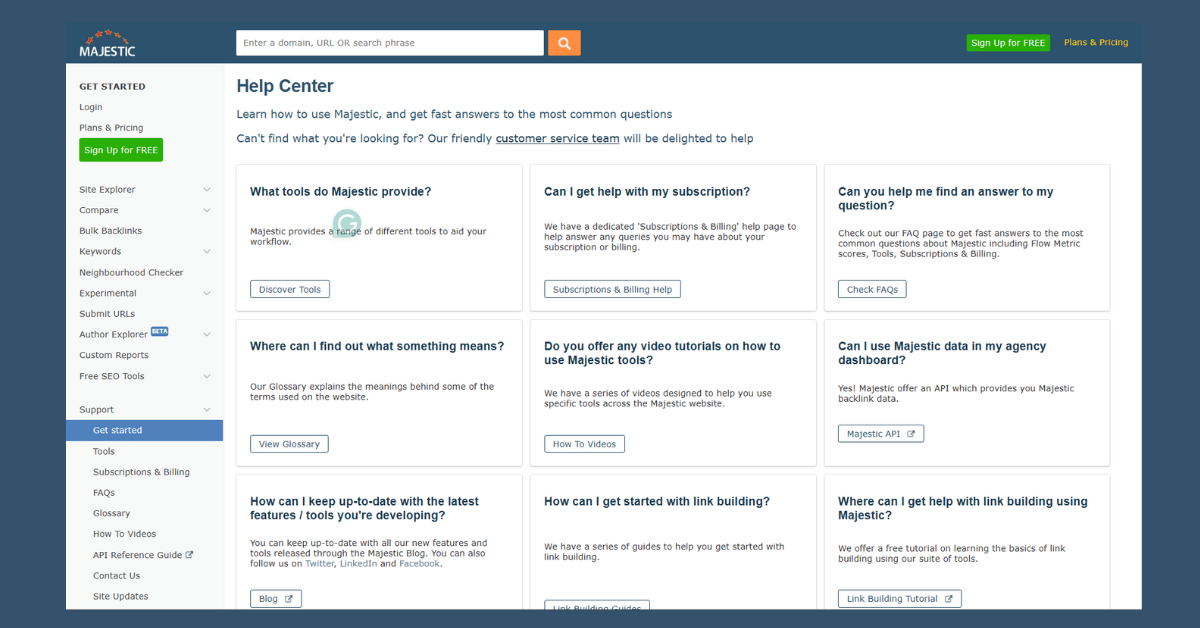 MAJESTIC
Enter a domain, URL OR search phrase
Sign Up for FREE
Plans & Pricing
GET STARTED
Login
Plans & Pricing
Sign Up for FREE
Site Explorer
Compare
Bulk Backlinks
Keywords
Neighbourhood Checker
Experimental
Submit URLs
Author Explorer BETA
Custom Reports
Free SEO Tools
Support
Get started
Tools
Subscriptions & Billing
FAQs
Glossary
How To Videos
API Reference Guide
Contact Us
Site Updates
Help Center
Learn how to use Majestic, and get fast answers to the most common questions
Can't find what you're looking for? Our friendly customer service team will be delighted to help
What tools do Majestic provide?
Majestic provides a range of different tools to aid your
workflow.
Discover Tools
Can I get help with my subscription?
We have a dedicated 'Subscriptions & Billing' help page to
help answer any queries you may have about your
subscription or billing.
Subscriptions & Billing Help
Can you help me find an answer to my
question?
Check out our FAQ page to get fast answers to the most
common questions about Majestic including Flow Metric
scores, Tools, Subscriptions & Billing.
Check FAQs
Where can I find out what something means?
Our Glossary explains the meanings behind some of the
terms used on the website.
View Glossary
Do you offer any video tutorials on how to
use Majestic tools?
We have a series of videos designed to help you use
specific tools across the Majestic website.
How To Videos
Can I use Majestic data in my agency
dashboard?
Yes! Majestic offer an API which provides you Majestic
backlink data.
Majestic API
How can I keep up-to-date with the latest
features / tools you're developing?
You can keep up-to-date with all our new features and
tools released through the Majestic Blog. You can also
follow us on Twitter, LinkedIn and Facebook.
Blog
How can I get started with link building?
We have a series of guides to help you get started with
link building.
Link Building Guides
Where can I get help with link building using
Majestic?
We offer a free tutorial on learning the basics of link
building using our suite of tools.
Link Building Tutorial